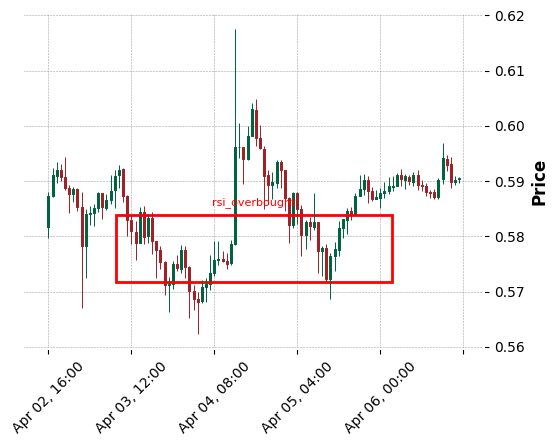 0.62
0.61
0.60
0.59
0.58
0.57
0.56
Price
rsi_overbought
Apr 02, 16:00
Apr 03, 12:00
Apr 04, 08:00
Apr 05, 04:00
Apr 06, 00:00